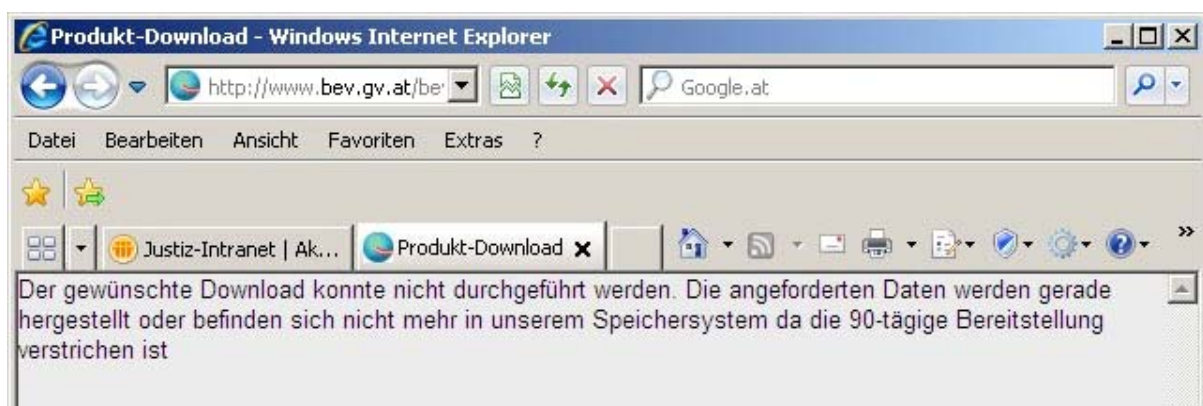 Produkt-Download - Windows Internet Explorer
http://www.bev.gv.at/be
Google.at
Datei Bearbeiten Ansicht Favoriten Extras ?
Justiz-Intranet | Ak... Produkt-Download
Der gewünschte Download konnte nicht durchgeführt werden. Die angeforderten Daten werden gerade
hergestellt oder befinden sich nicht mehr in unserem Speichersystem da die 90-tägige Bereitstellung
verstrichen ist